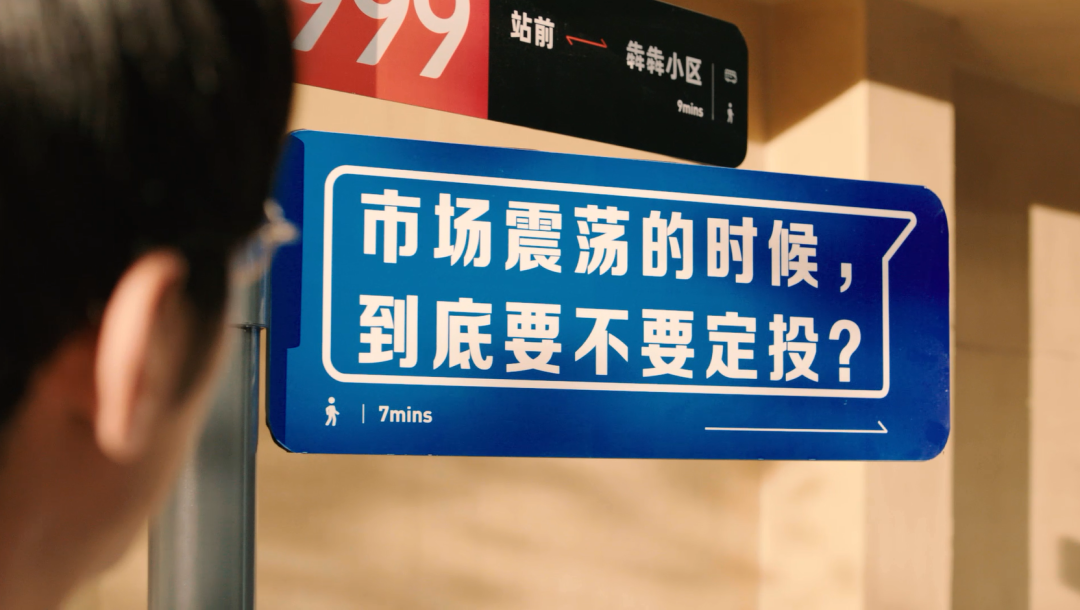 999
站前
犇犇小区
9mins
市场震荡的时候，
到底要不要定投？
7mins